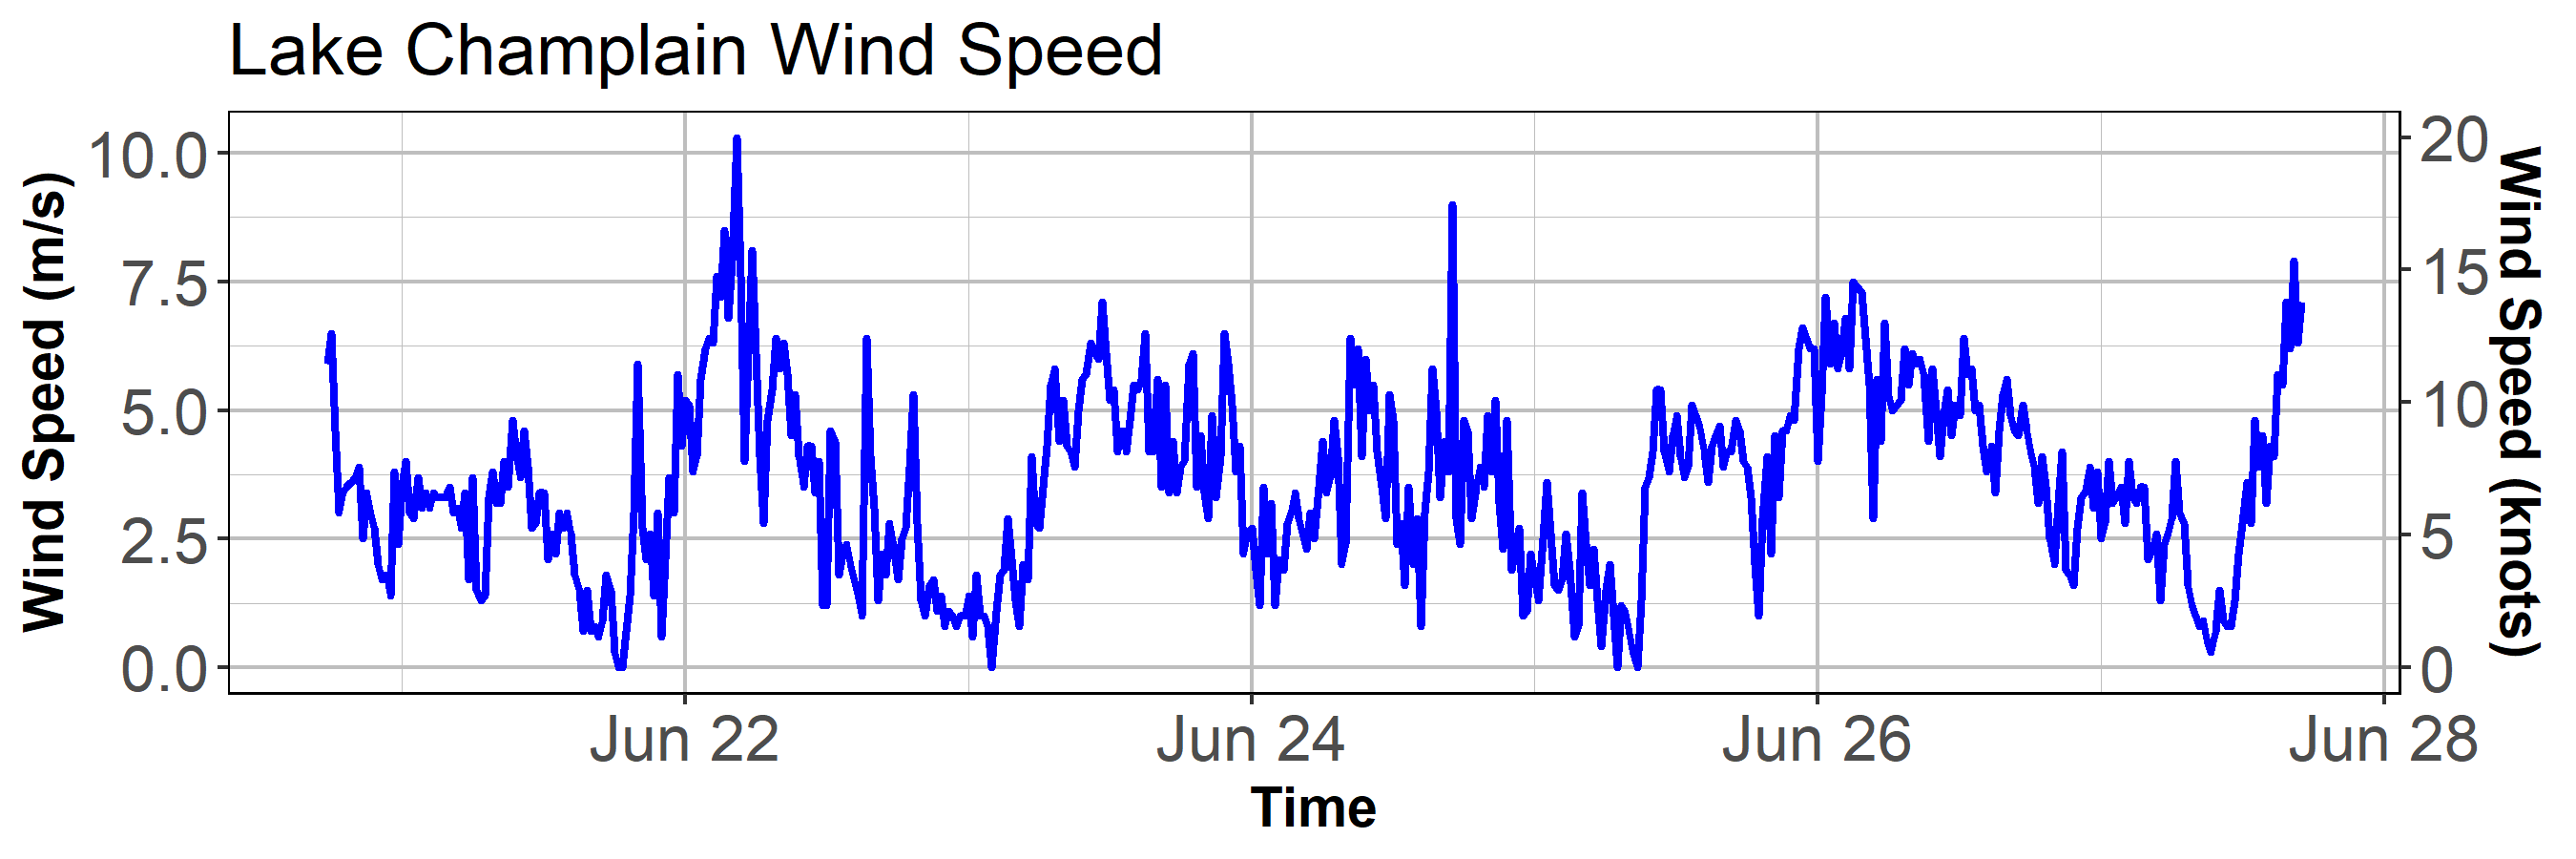 Lake Champlain Wind Speed
Wind Speed (m/s)
10.0
7.5
5.0
2.5
0.0
20
15
10
5
0
Wind Speed (knots)
Jun 22
Jun 24
Jun 26
Jun 28
Time